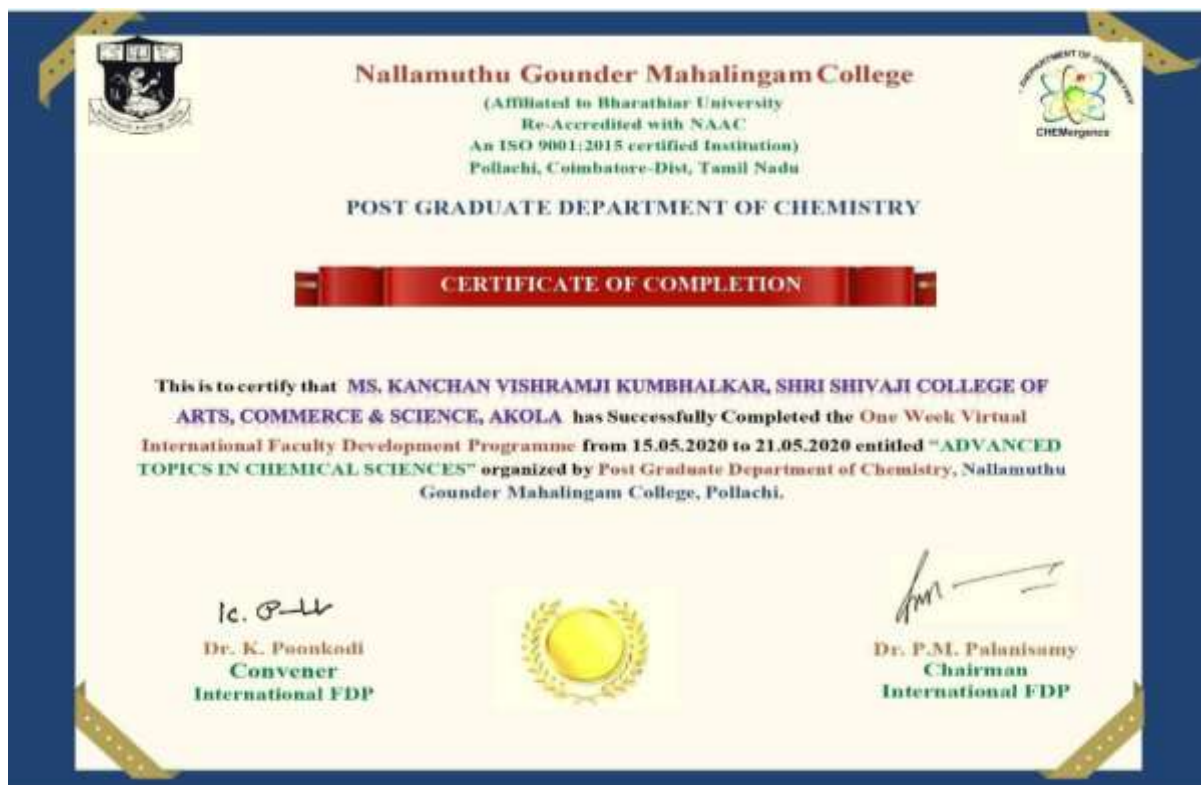 Nallamuthu Gounder Mahalingam College
(Affiliated to Bharathiar University
Re-Accredited with NAAC
An ISO 9001:2015 certified Institution)
Pollachi, Coimbatore-Dist, Tamil Nadu
DEPARTMENT OF CHEMISTRY
CHEMergence
POST GRADUATE DEPARTMENT OF CHEMISTRY
CERTIFICATE OF COMPLETION
This is to certify that MS. KANCHAN VISHRAMJI KUMBHALKAR, SHRI SHIVAJI COLLEGE OF
ARTS, COMMERCE & SCIENCE, AKOLA has Successfully Completed the One Week Virtual
International Faculty Development Programme from 15.05.2020 to 21.05.2020 entitled “ADVANCED
TOPICS IN CHEMICAL SCIENCES” organized by Post Graduate Department of Chemistry, Nallamuthu
Gounder Mahalingam College, Pollachi.
Dr. K. Poonkodi
Convener
International FDP
Dr. P.M. Palanisamy
Chairman
International FDP